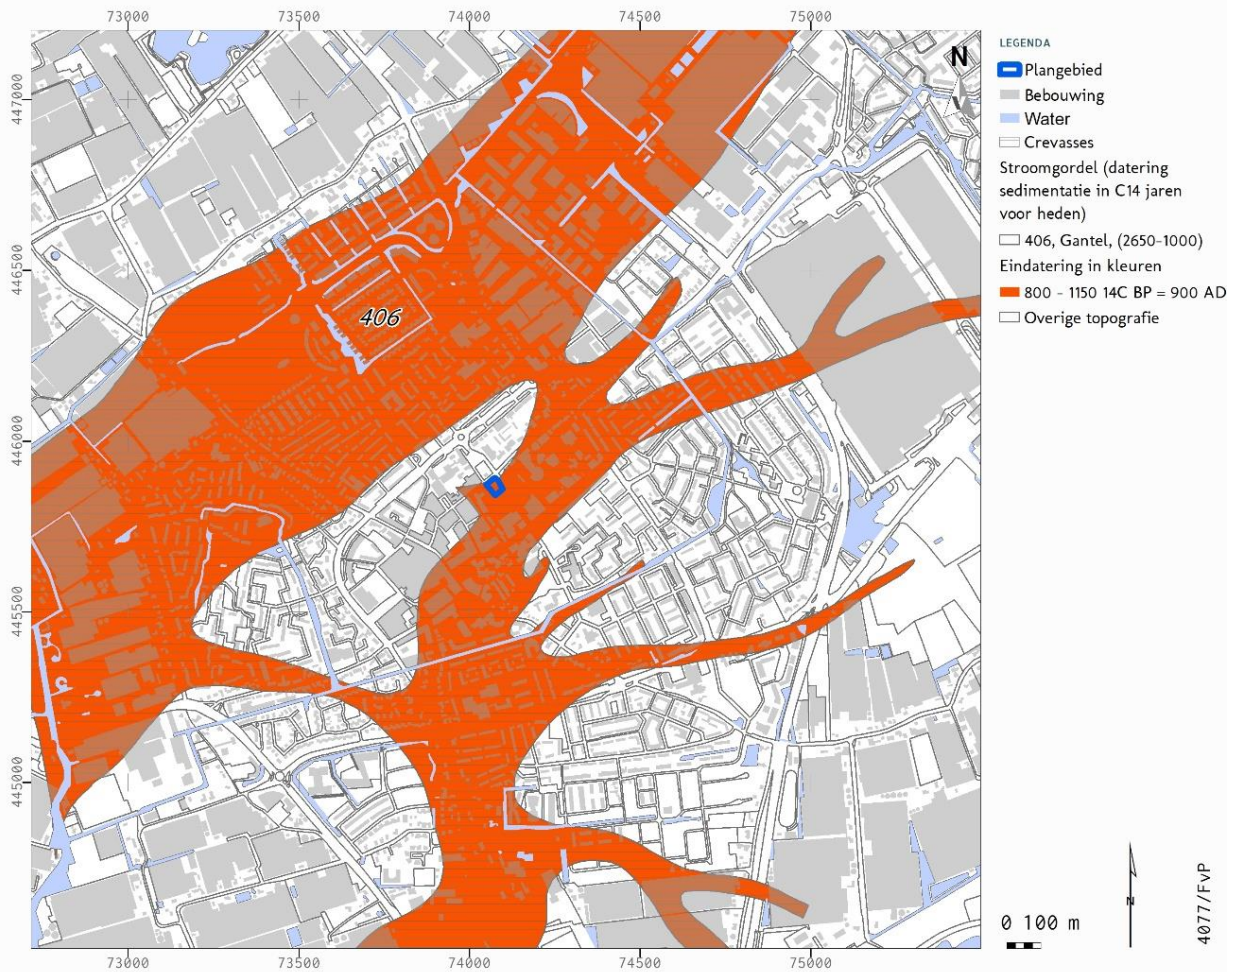 73000 73500 74000 74500 75000
447000
446500
446000
445500
445000
N
406
73000 73500 74000 74500 75000
LEGENDA
Plangebied
Bebouwing
Water
Crevasses
Stroomgordel (datering
sedimentatie in C14 jaren
voor heden)
406, Gantel, (2650-1000)
Eindatering in kleuren
800 - 1150 14C BP = 900 AD
Overige topografie
0 100 m
N
4077/FvP